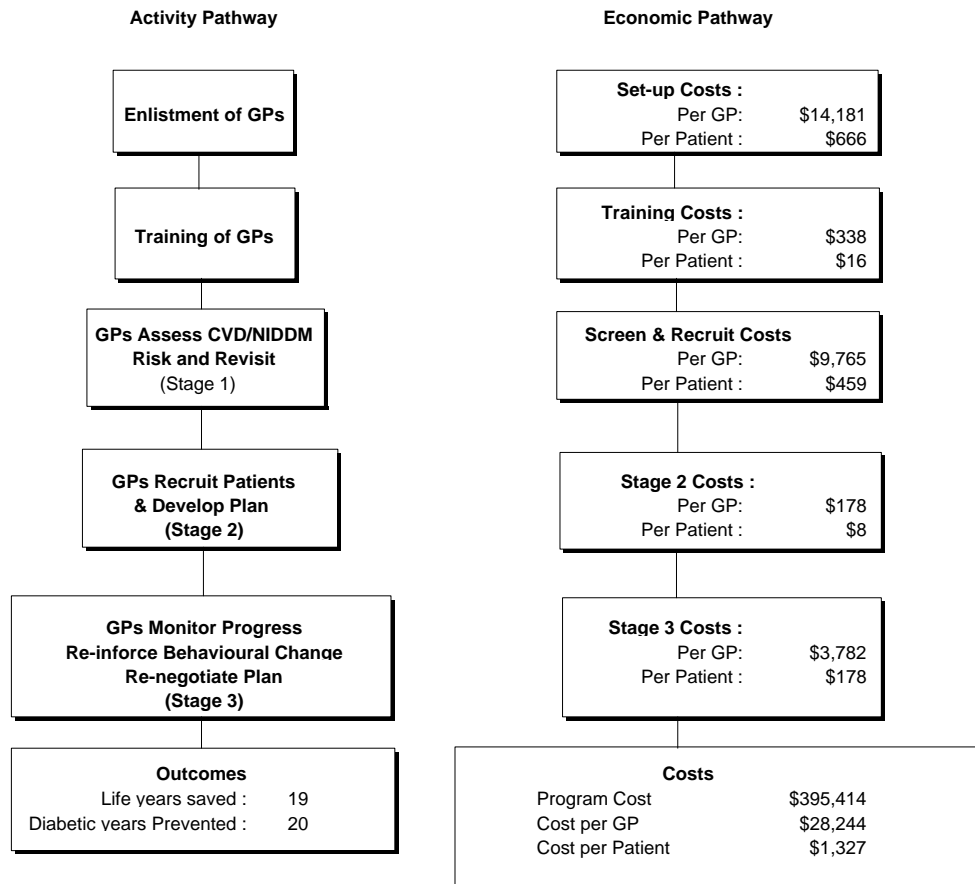 Activity Pathway
Economic Pathway
Enlistment of GPs
Set-up Costs :
Per GP: $14,181
Per Patient : $666
Training of GPs
Training Costs :
Per GP: $338
Per Patient : $16
GPs Assess CVD/NIDDM
Risk and Revisit
(Stage 1)
Screen & Recruit Costs
Per GP: $9,765
Per Patient : $459
GPs Recruit Patients
& Develop Plan
(Stage 2)
Stage 2 Costs :
Per GP: $178
Per Patient : $8
GPs Monitor Progress
Re-inforce Behavioural Change
Re-negotiate Plan
(Stage 3)
Stage 3 Costs :
Per GP: $3,782
Per Patient : $178
Outcomes
Life years saved : 19
Diabetic years Prevented : 20
Costs
Program Cost $395,414
Cost per GP $28,244
Cost per Patient $1,327